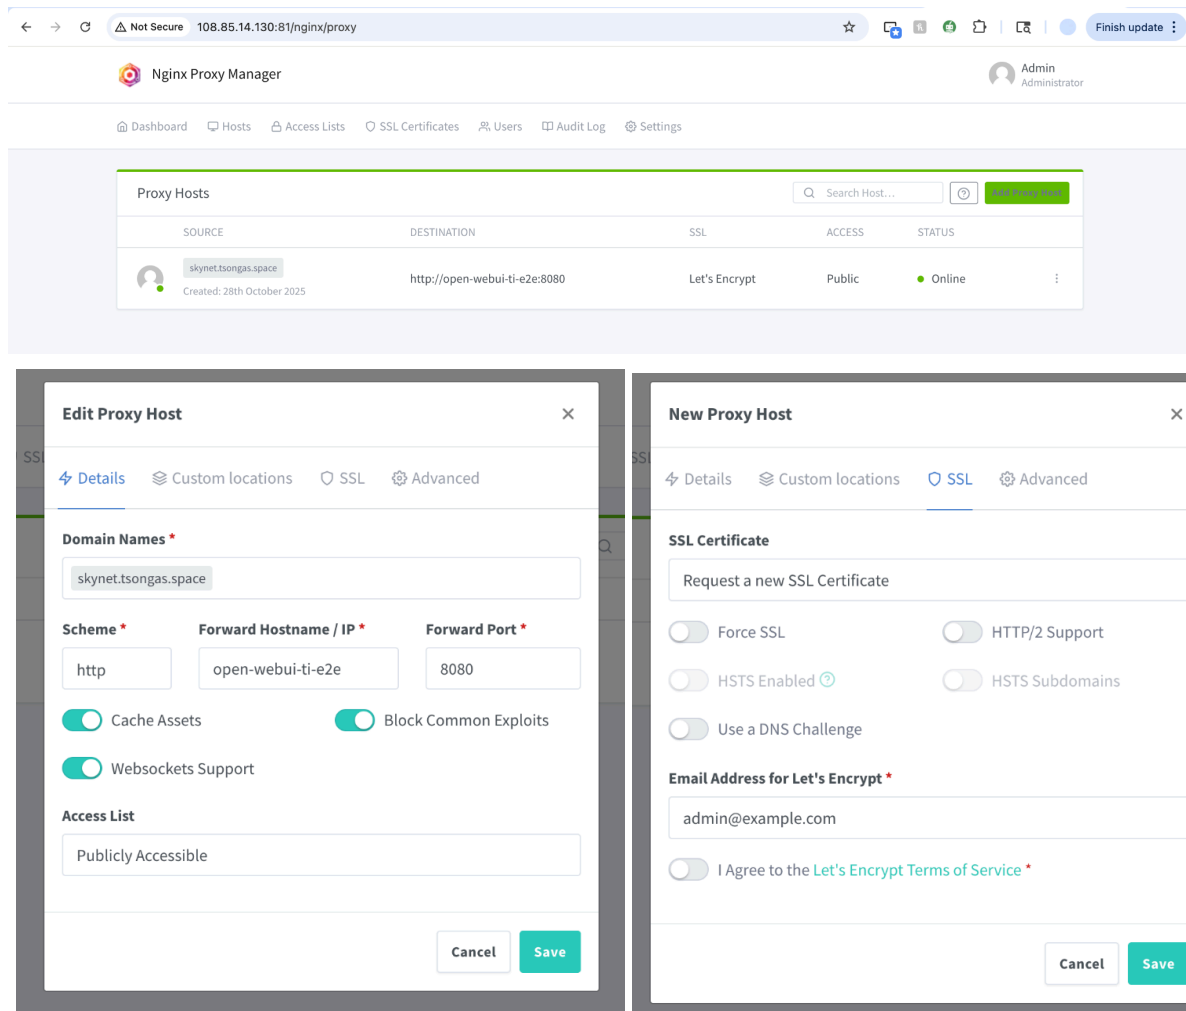 Not Secure 108.85.14.130:81/nginx/proxy Finish update
Nginx Proxy Manager
Admin
Administrator
Dashboard Hosts Access Lists SSL Certificates Users Audit Log Settings
Proxy Hosts Search Host... Add Proxy Host
SOURCE DESTINATION SSL ACCESS STATUS
skynet.tsongas.space
http://open-webui-ti-e2e:8080 Let's Encrypt Public Online
Created: 28th October 2025
Edit Proxy Host
SSL
Details Custom locations SSL Advanced
Domain Names *
skynet.tsongas.space
Scheme * Forward Hostname / IP * Forward Port *
http open-webui-ti-e2e 8080
Cache Assets Block Common Exploits
Websockets Support
Access List
Publicly Accessible
Cancel Save
New Proxy Host
SSL
Details Custom locations SSL Advanced
SSL Certificate
Request a new SSL Certificate
Force SSL HTTP/2 Support
HSTS Enabled ? HSTS Subdomains
Use a DNS Challenge
Email Address for Let's Encrypt *
admin@example.com
I Agree to the Let's Encrypt Terms of Service *
Cancel Save